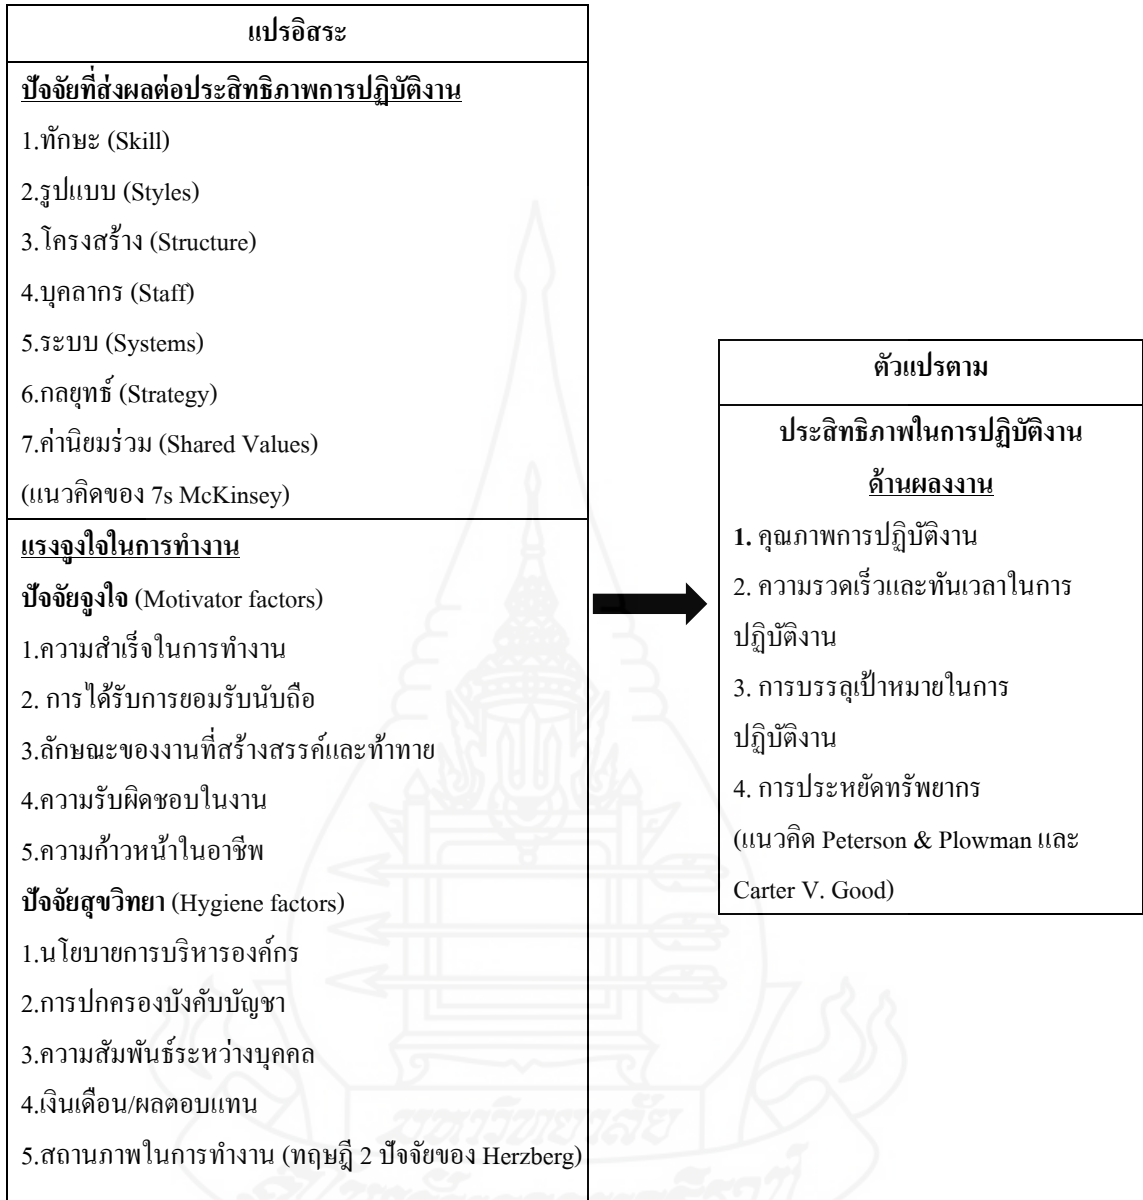 แปรอิสระ
ปัจจัยที่ส่งผลต่อประสิทธิภาพการปฏิบัติงาน
1.ทักษะ (Skill)
2.รูปแบบ (Styles)
3.โครงสร้าง (Structure)
4.บุคลากร (Staff)
5.ระบบ (Systems)
6.กลยุทธ์ (Strategy)
7.ค่านิยมร่วม (Shared Values)
(แนวคิดของ 7s McKinsey)
แรงจูงใจในการทำงาน
ปัจจัยจูงใจ (Motivator factors)
1.ความสำเร็จในการทำงาน
2. การได้รับการยอมรับนับถือ
3.ลักษณะของงานที่สร้างสรรค์และท้าทาย
4.ความรับผิดชอบในงาน
5.ความก้าวหน้าในอาชีพ
ปัจจัยสุขวิทยา (Hygiene factors)
1.นโยบายการบริหารองค์กร
2.การปกครองบังคับบัญชา
3.ความสัมพันธ์ระหว่างบุคคล
4.เงินเดือน/ผลตอบแทน
5.สถานภาพในการทำงาน (ทฤษฎี 2 ปัจจัยของ Herzberg)
ตัวแปรตาม
ประสิทธิภาพในการปฏิบัติงาน
ด้านผลงาน
1. คุณภาพการปฏิบัติงาน
2. ความรวดเร็วและทันเวลาในการ
ปฏิบัติงาน
3. การบรรลุเป้าหมายในการ
ปฏิบัติงาน
4. การประหยัดทรัพยากร
(แนวคิด Peterson & Plowman และ
Carter V. Good)